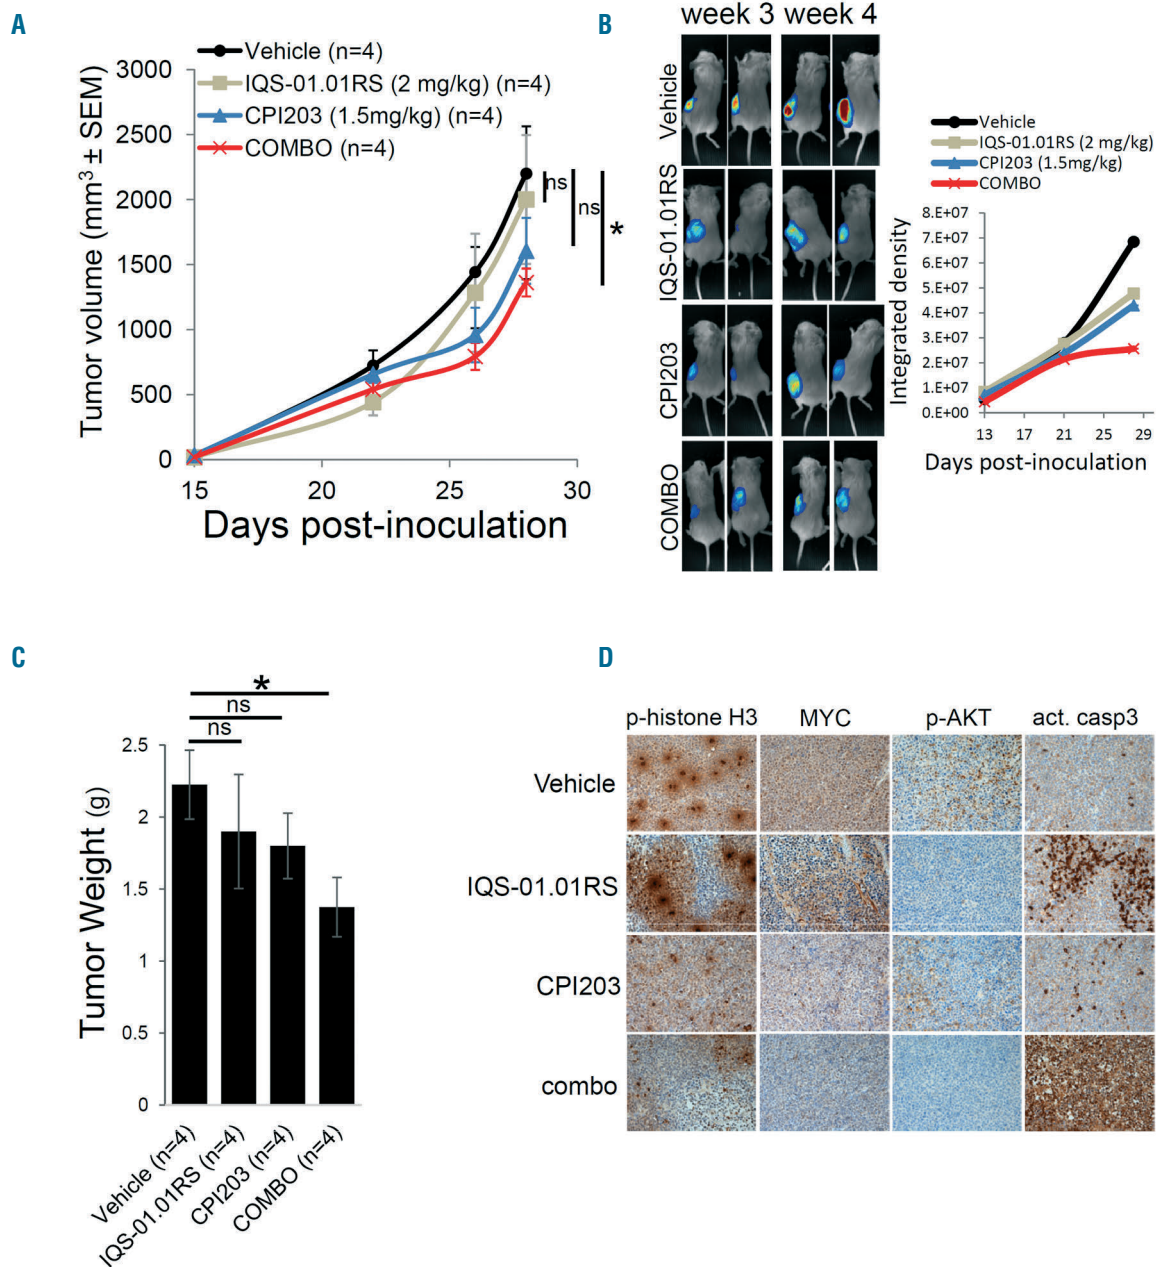 A
Vehicle (n=4)
IQS-01.01RS (2 mg/kg) (n=4)
CPI203 (1.5mg/kg) (n=4)
COMBO (n=4)
Tumor volume (mm³ ± SEM)
3000
2500
2000
1500
1000
500
0
15
20
25
30
Days post-inoculation
ns
ns
*
B
week 3 week 4
Vehicle
IQS-01.01RS
CPI203
COMBO
Vehicle
IQS-01.01RS (2 mg/kg)
CPI203 (1.5mg/kg)
COMBO
Integrated density
8.E+07
7.E+07
6.E+07
5.E+07
4.E+07
3.E+07
2.E+07
1.E+07
0.E+00
13
17
21
25
29
Days post-inoculation
C
*
ns
ns
Tumor Weight (g)
2.5
2
1.5
1
0.5
0
Vehicle (n=4)
IQS-01.01RS (n=4)
CPI203 (n=4)
COMBO (n=4)
D
p-histone H3 MYC p-AKT act. casp3
Vehicle
IQS-01.01RS
CPI203
combo